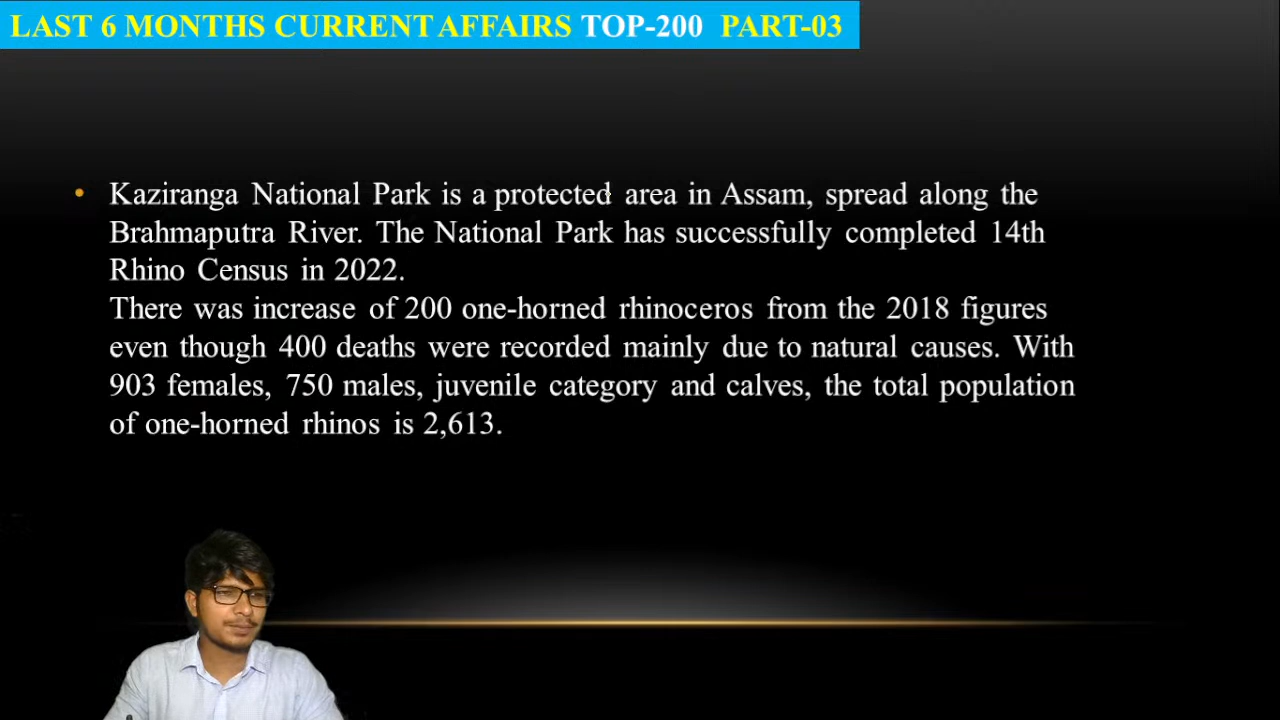 LAST 6 MONTHS CURRENT AFFAIRS TOP-200 PART-03
• Kaziranga National Park is a protected area in Assam, spread along the
Brahmaputra River. The National Park has successfully completed 14th
Rhino Census in 2022.
There was increase of 200 one-horned rhinoceros from the 2018 figures
even though 400 deaths were recorded mainly due to natural causes. With
903 females, 750 males, juvenile category and calves, the total population
of one-horned rhinos is 2,613.